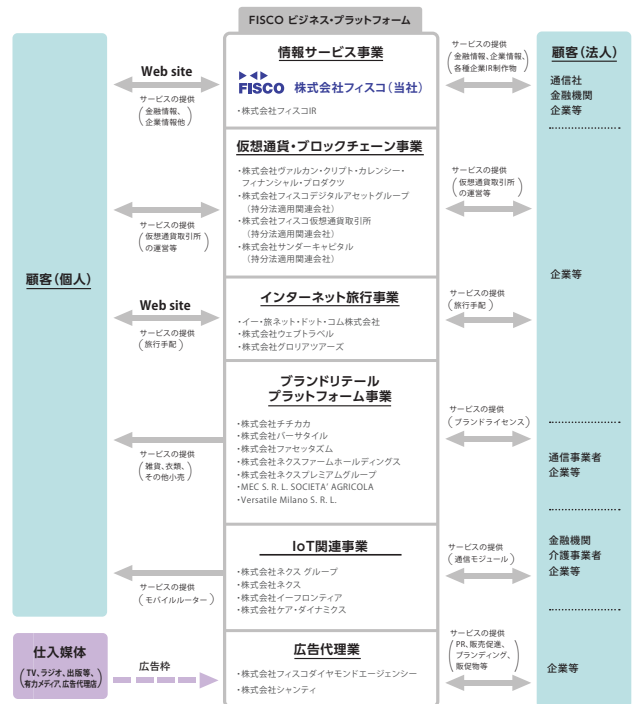 FISCO ビジネス・プラットフォーム
顧客（個人）
Web site
サービスの提供
（金融情報、
企業情報他）
サービスの提供
（仮想通貨取引所
の運営等）
Web site
サービスの提供
（旅行手配）
サービスの提供
（雑貨、衣類、
その他小売）
サービスの提供
（モバイルルーター）
仕入媒体
（TV、ラジオ、出版等、
有力メディア、広告代理店）
広告枠
情報サービス事業
FISCO 株式会社フィスコ（当社）
・株式会社フィスコIR
仮想通貨・ブロックチェーン事業
・株式会社ヴァルカン・クリプト・カレンシー・
フィナンシャル・プロダクツ
・株式会社フィスコデジタルアセットグループ
（持分法適用関連会社）
・株式会社フィスコ仮想通貨取引所
（持分法適用関連会社）
・株式会社サンダーキャピタル
（持分法適用関連会社）
インターネット旅行事業
・イー・旅ネット・ドット・コム株式会社
・株式会社ウェブトラベル
・株式会社グロリアツアーズ
ブランドリテール
プラットフォーム事業
・株式会社チチカカ
・株式会社バーサタイル
・株式会社ファセッタズム
・株式会社ネクスファームホールディングス
・株式会社ネクスプレミアムグループ
・MEC S. R. L. SOCIETA' AGRICOLA
・Versatile Milano S. R. L.
IoT関連事業
・株式会社ネクス グループ
・株式会社ネクス
・株式会社イーフロンティア
・株式会社ケア・ダイナミクス
広告代理業
・株式会社フィスコダイヤモンドエージェンシー
・株式会社シャンティ
サービスの提供
（金融情報、企業情報、
各種企業IR制作物）
サービスの提供
（仮想通貨取引所
の運営等）
サービスの提供
（旅行手配）
サービスの提供
（ブランドライセンス）
サービスの提供
（通信モジュール）
サービスの提供
（PR、販売促進、
ブランディング、
販促物等）
顧客（法人）
通信社
金融機関
企業等
企業等
通信事業者
企業等
金融機関
介護事業者
企業等
企業等